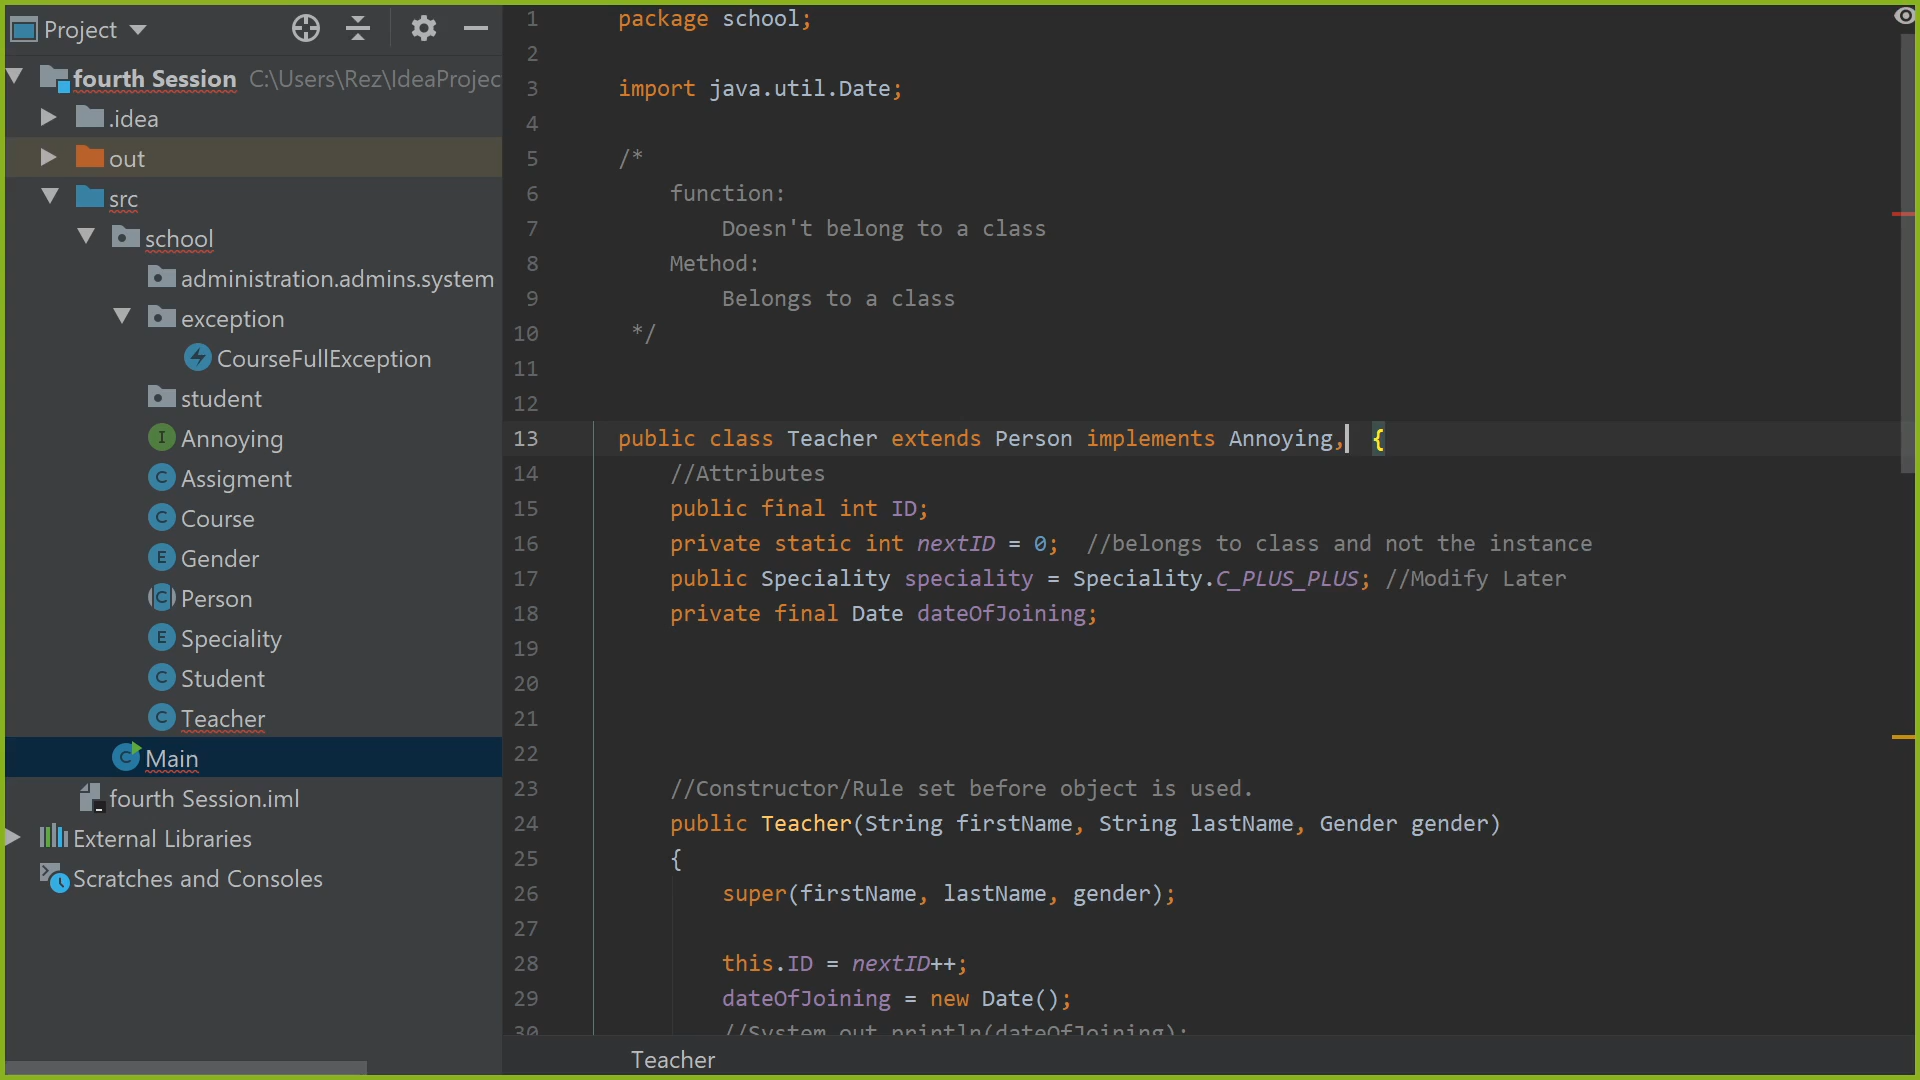 Project
fourth Session C:\Users\Rez\IdeaProjec
.idea
out
src
school
administration.admins.system
exception
CourseFullException
student
I Annoying
C Assigment
C Course
E Gender
C Person
E Speciality
C Student
C Teacher
C Main
fourth Session.iml
External Libraries
Scratches and Consoles
1 package school;
2
3 import java.util.Date;
4
5 /*
6 function:
7 Doesn't belong to a class
8 Method:
9 Belongs to a class
10 */
11
12
13 public class Teacher extends Person implements Annoying, {
14 //Attributes
15 public final int ID;
16 private static int nextID = 0; //belongs to class and not the instance
17 public Speciality speciality = Speciality.C_PLUS_PLUS; //Modify Later
18 private final Date dateOfJoining;
19
20
21
22
23 //Constructor/Rule set before object is used.
24 public Teacher(String firstName, String lastName, Gender gender)
25 {
26 super(firstName, lastName, gender);
27
28 this.ID = nextID++;
29 dateOfJoining = new Date();
30 //System.out.println(dateOfJoining);
Teacher